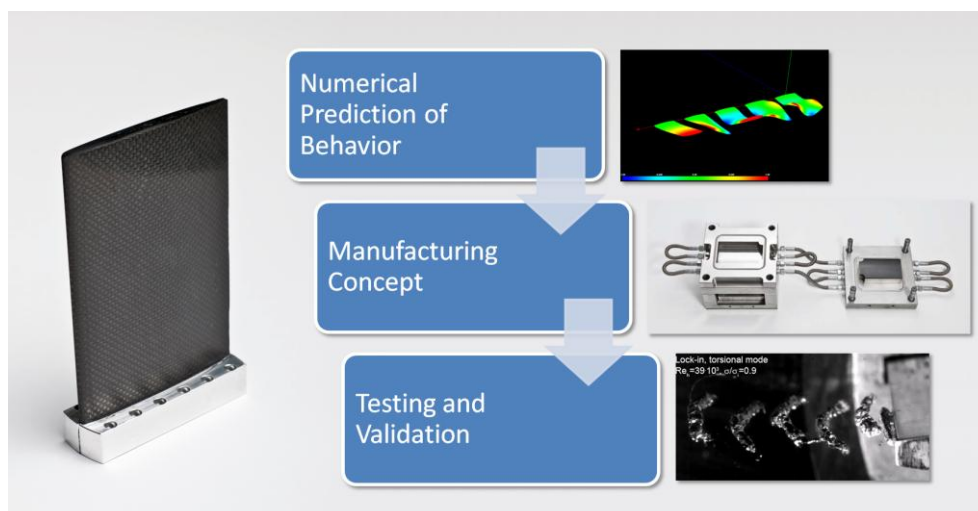 Numerical
Prediction of
Behavior
Manufacturing
Concept
Lock-in, torsional mode
Testing and
Validation